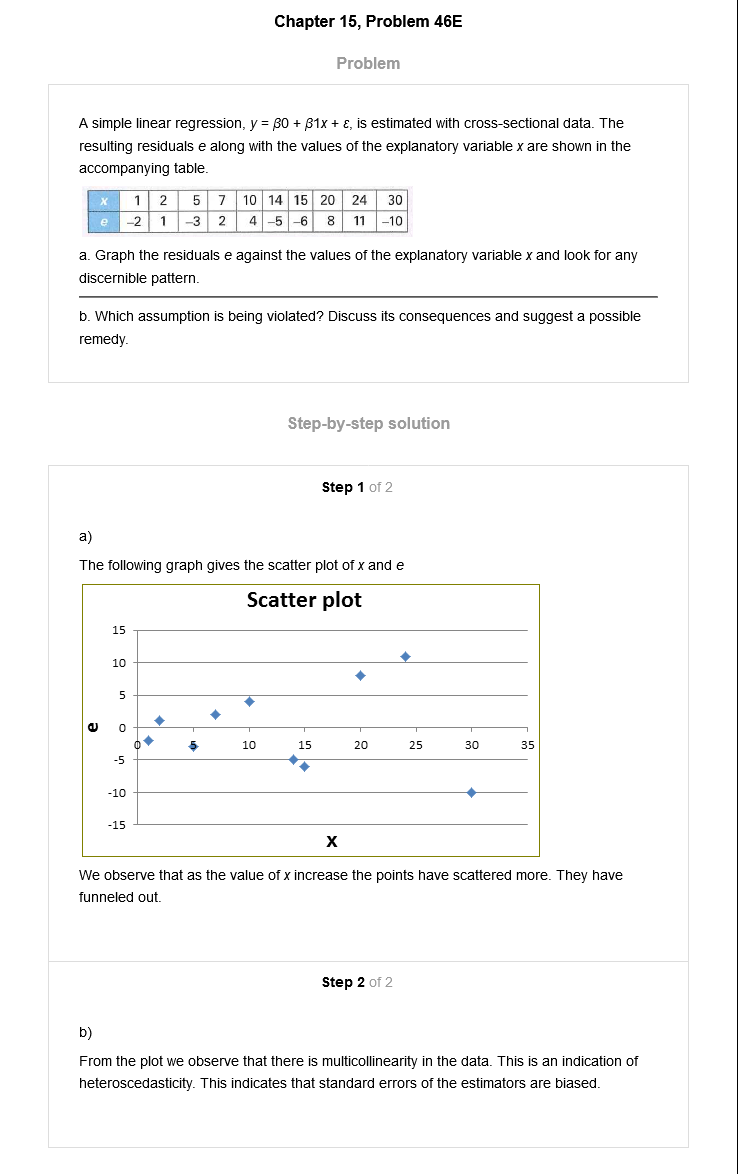 Chapter 15, Problem 46E
Problem
A simple linear regression, y = β0 + β1x + ε, is estimated with cross-sectional data. The
resulting residuals e along with the values of the explanatory variable x are shown in the
accompanying table.
x 1 2 5 7 10 14 15 20 24 30
e –2 1 –3 2 4 –5 –6 8 11 –10
a. Graph the residuals e against the values of the explanatory variable x and look for any
discernible pattern.
b. Which assumption is being violated? Discuss its consequences and suggest a possible
remedy.
Step-by-step solution
Step 1 of 2
a)
The following graph gives the scatter plot of x and e
Scatter plot
15
10
5
e 0
0 5 10 15 20 25 30 35
-5
-10
-15
X
We observe that as the value of x increase the points have scattered more. They have
funneled out.
Step 2 of 2
b)
From the plot we observe that there is multicollinearity in the data. This is an indication of
heteroscedasticity. This indicates that standard errors of the estimators are biased.